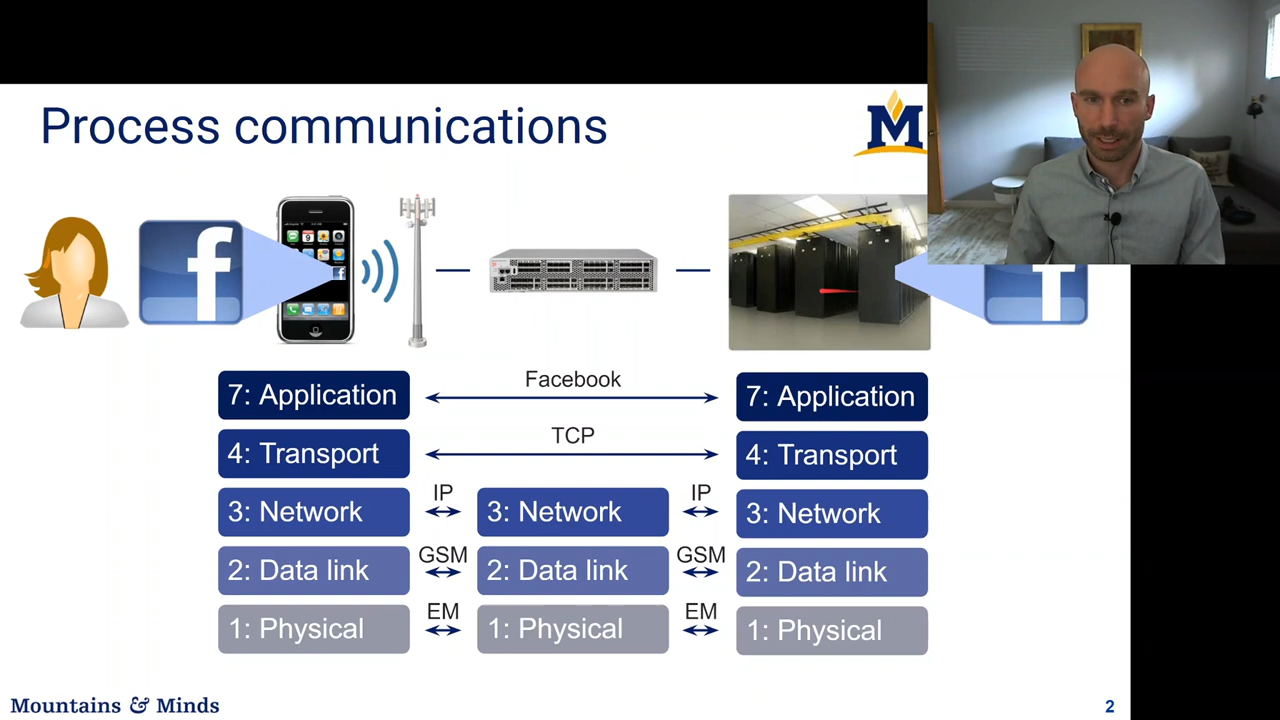 Process communications
M
f
f
f
Facebook
7: Application
7: Application
TCP
4: Transport
4: Transport
IP
IP
3: Network
3: Network
3: Network
GSM
GSM
2: Data link
2: Data link
2: Data link
EM
EM
1: Physical
1: Physical
1: Physical
Mountains & Minds
2